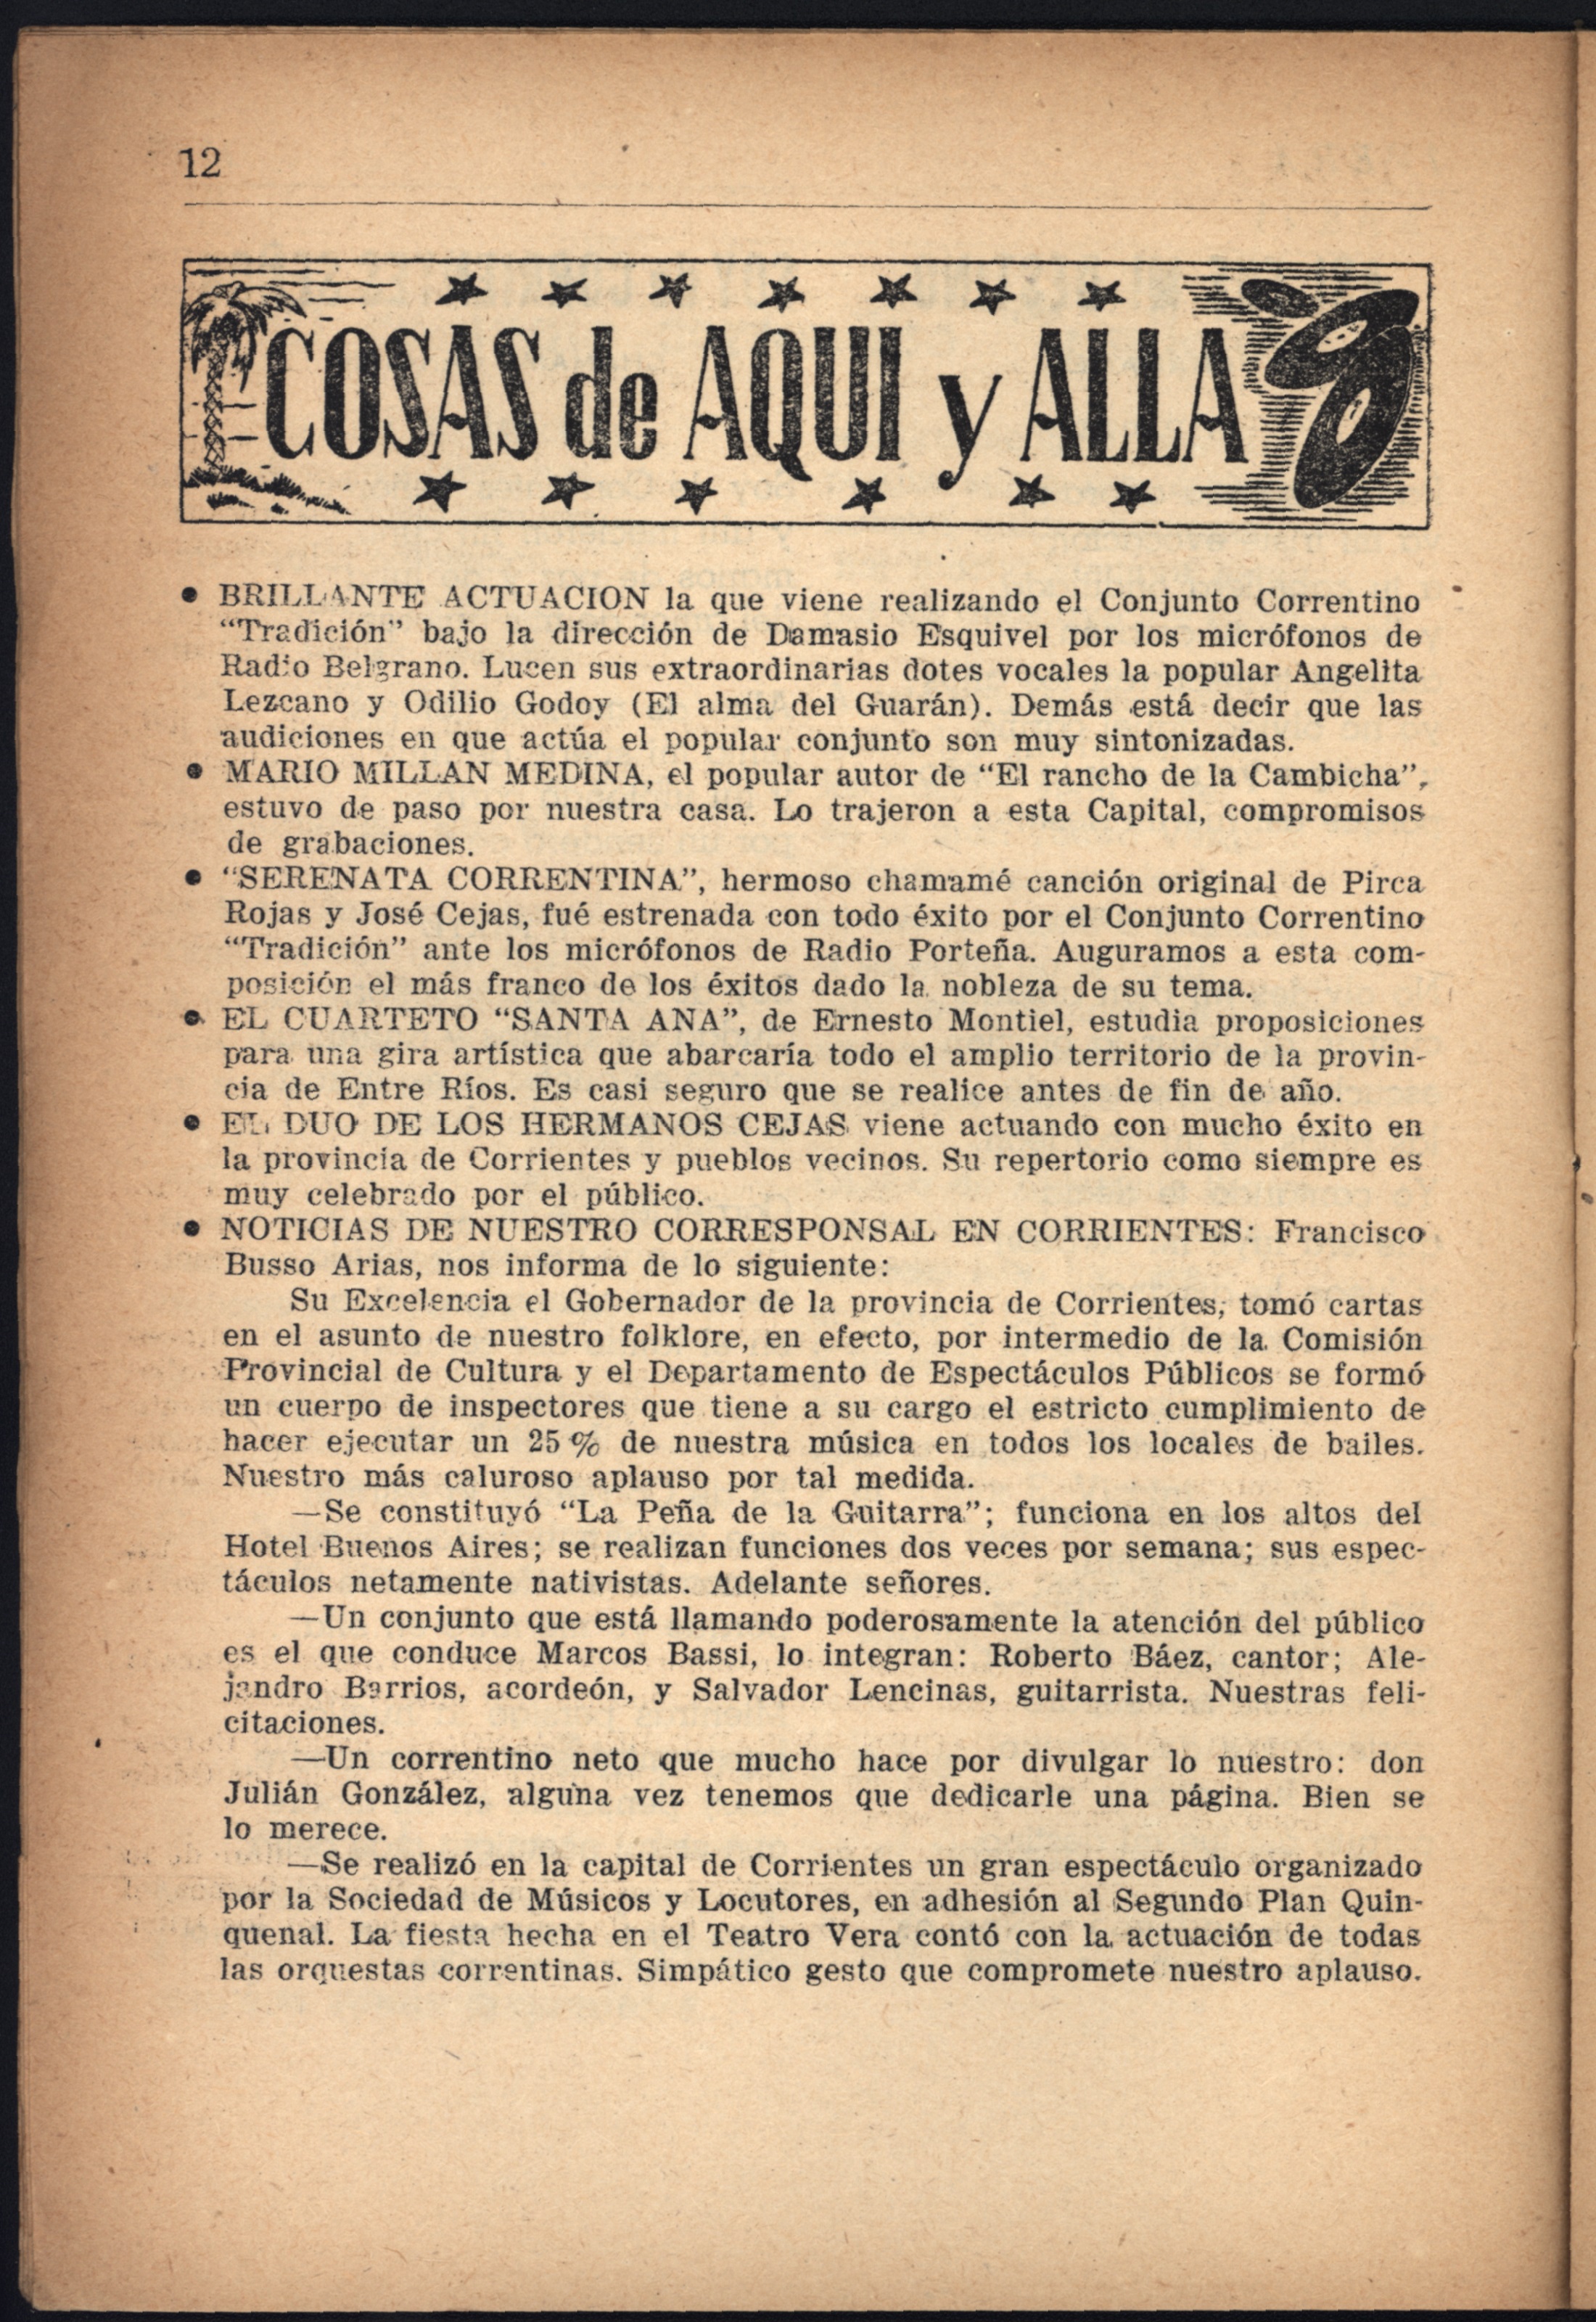 12
COSAS de AQUI y ALLA
• BRILLANTE ACTUACION la que viene realizando el Conjunto Correntino
“Tradición” bajo la dirección de Damasio Esquivel por los micrófonos de
Radio Belgrano. Lucen sus extraordinarias dotes vocales la popular Angelita
Lezcano y Odilio Godoy (El alma del Guarán). Demás está decir que las
audiciones en que actúa el popular conjunto son muy sintonizadas.
• MARIO MILLAN MEDINA, el popular autor de “El rancho de la Cambicha”,
estuvo de paso por nuestra casa. Lo trajeron a esta Capital, compromisos
de grabaciones.
• “SERENATA CORRENTINA”, hermoso chamamé canción original de Pirca
Rojas y José Cejas, fué estrenada con todo éxito por el Conjunto Correntino
“Tradición” ante los micrófonos de Radio Porteña. Auguramos a esta com-
posición el más franco de los éxitos dado la nobleza de su tema.
• EL CUARTETO “SANTA ANA”, de Ernesto Montiel, estudia proposiciones
para una gira artística que abarcaría todo el amplio territorio de la provin-
cia de Entre Ríos. Es casi seguro que se realice antes de fin de año.
• EL DUO DE LOS HERMANOS CEJAS viene actuando con mucho éxito en
la provincia de Corrientes y pueblos vecinos. Su repertorio como siempre es
muy celebrado por el público.
• NOTICIAS DE NUESTRO CORRESPONSAL EN CORRIENTES: Francisco
Busso Arias, nos informa de lo siguiente:
Su Excelencia el Gobernador de la provincia de Corrientes, tomó cartas
en el asunto de nuestro folklore, en efecto, por intermedio de la Comisión
Provincial de Cultura y el Departamento de Espectáculos Públicos se formó
un cuerpo de inspectores que tiene a su cargo el estricto cumplimiento de
hacer ejecutar un 25 % de nuestra música en todos los locales de bailes.
Nuestro más caluroso aplauso por tal medida.
—Se constituyó “La Peña de la Guitarra”; funciona en los altos del
Hotel Buenos Aires; se realizan funciones dos veces por semana; sus espec-
táculos netamente nativistas. Adelante señores.
—Un conjunto que está llamando poderosamente la atención del público
es el que conduce Marcos Bassi, lo integran: Roberto Báez, cantor; Ale-
jandro Barrios, acordeón, y Salvador Lencinas, guitarrista. Nuestras feli-
citaciones.
—Un correntino neto que mucho hace por divulgar lo nuestro: don
Julián González, alguna vez tenemos que dedicarle una página. Bien se
lo merece.
—Se realizó en la capital de Corrientes un gran espectáculo organizado
por la Sociedad de Músicos y Locutores, en adhesión al Segundo Plan Quin-
quenal. La fiesta hecha en el Teatro Vera contó con la actuación de todas
las orquestas correntinas. Simpático gesto que compromete nuestro aplauso.